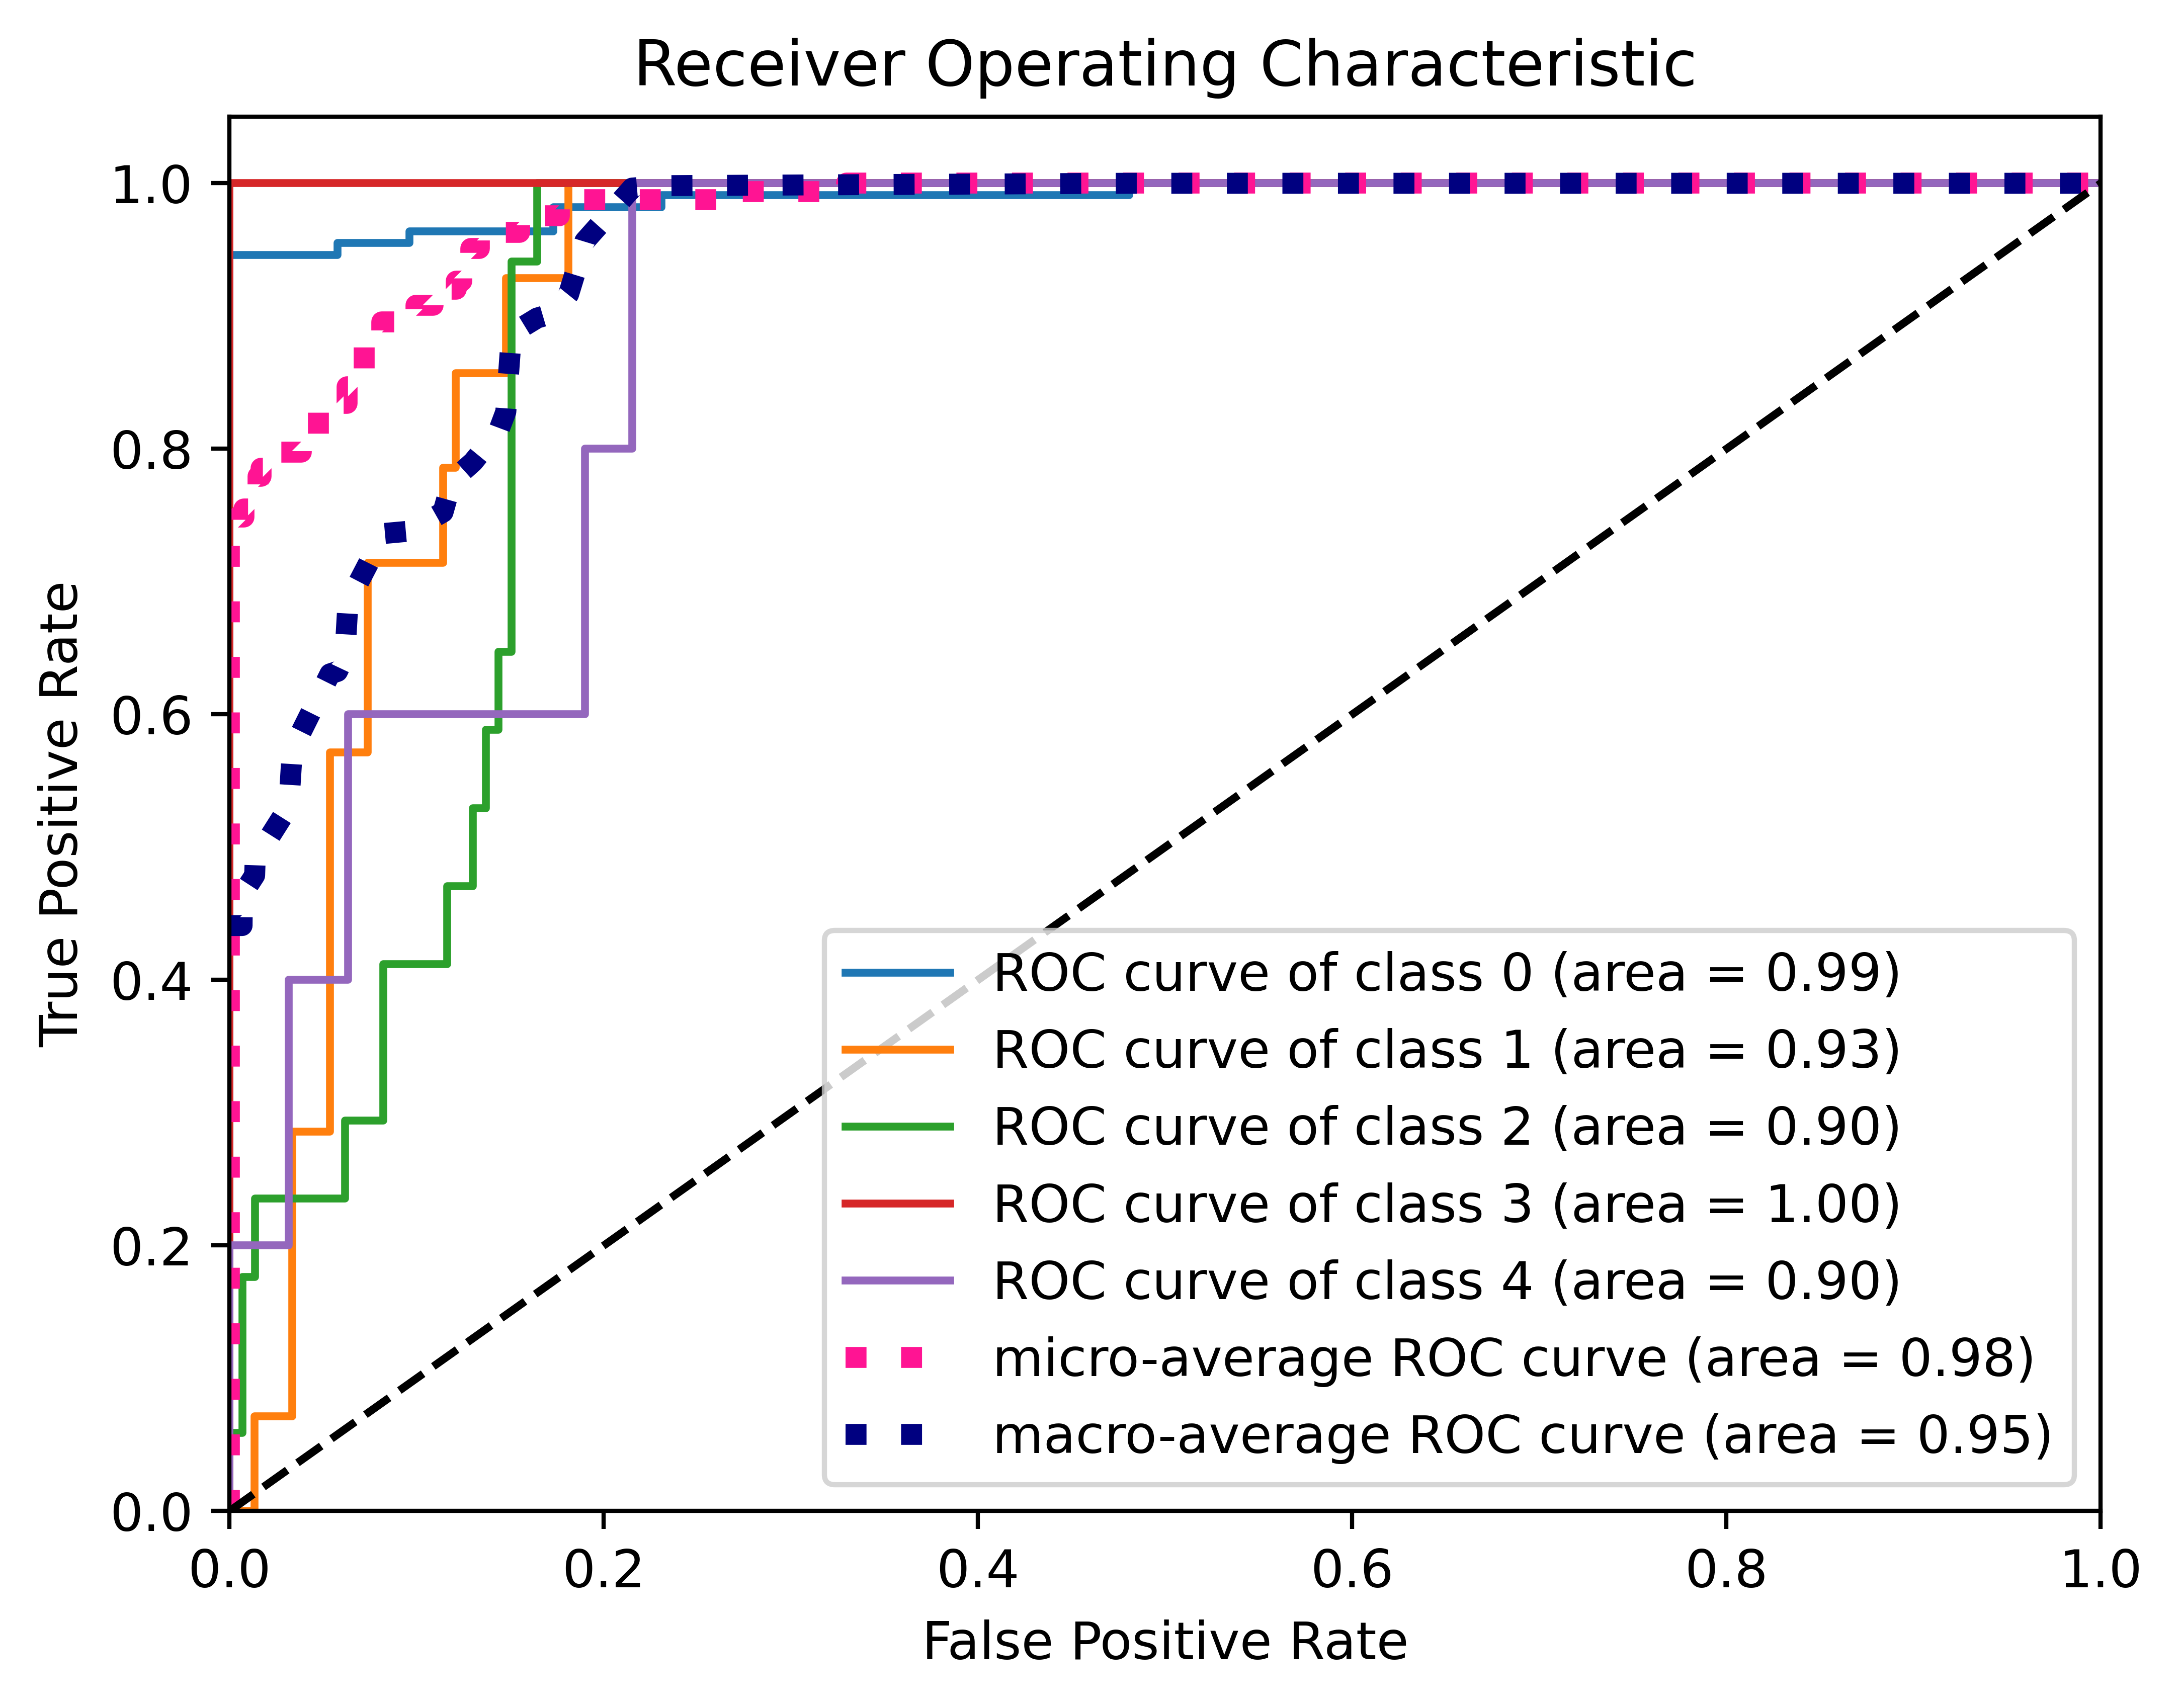 Receiver Operating Characteristic
1.0
0.8
0.6
0.4
0.2
0.0
True Positive Rate
ROC curve of class 0 (area = 0.99)
ROC curve of class 1 (area = 0.93)
ROC curve of class 2 (area = 0.90)
ROC curve of class 3 (area = 1.00)
ROC curve of class 4 (area = 0.90)
micro-average ROC curve (area = 0.98)
macro-average ROC curve (area = 0.95)
0.0 0.2 0.4 0.6 0.8 1.0
False Positive Rate